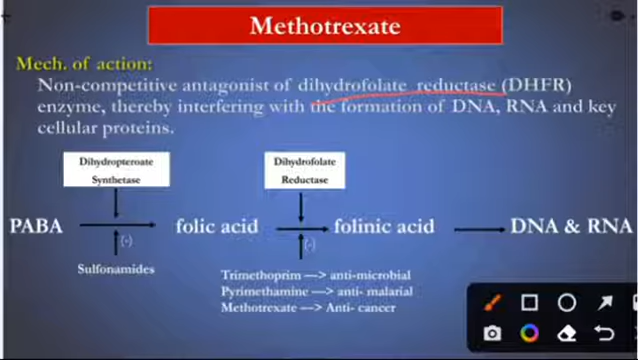 Methotrexate
Mech. of action:
Non-competitive antagonist of dihydrofolate reductase (DHFR)
enzyme, thereby interfering with the formation of DNA, RNA and key
cellular proteins.
Dihydropteroate
Synthetase
Dihydrofolate
Reductase
PABA
folic acid
folinic acid
DNA & RNA
(-)
(-)
Sulfonamides
Trimethoprim —> anti-microbial
Pyrimethamine —> anti- malarial
Methotrexate —> Anti- cancer